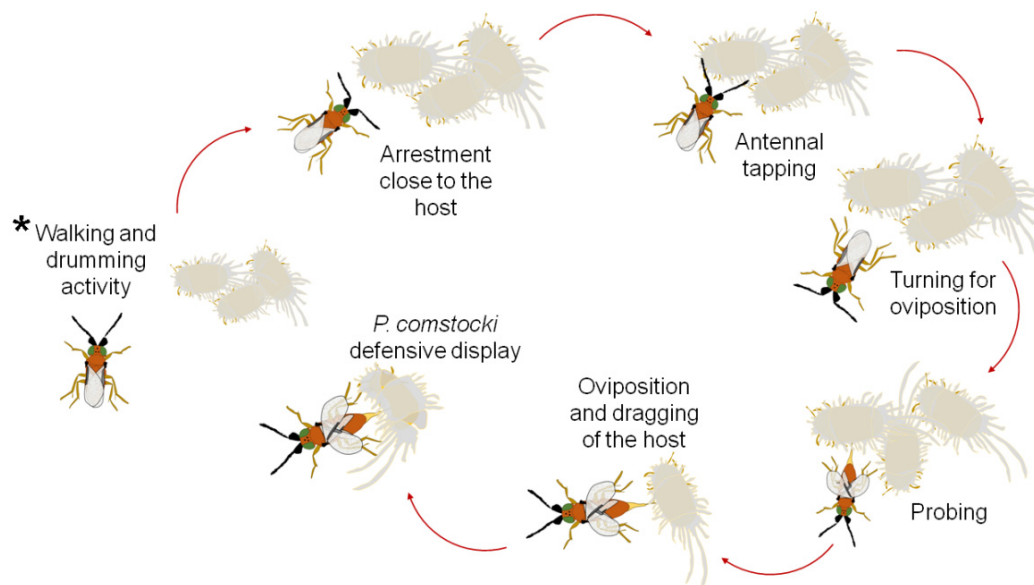 * Walking and
drumming
activity
Arrestment
close to the
host
Antennal
tapping
Turning for
oviposition
Probing
Oviposition
and dragging
of the host
P. comstocki
defensive display